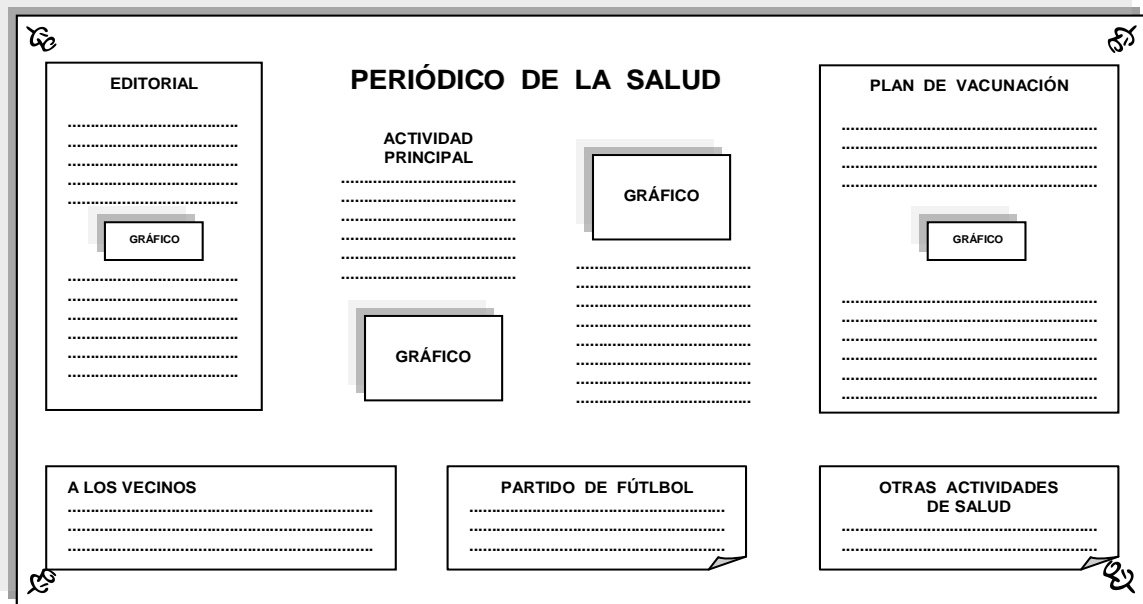 PERIÓDICO DE LA SALUD
EDITORIAL
GRÁFICO
ACTIVIDAD
PRINCIPAL
GRÁFICO
GRÁFICO
PLAN DE VACUNACIÓN
GRÁFICO
A LOS VECINOS
PARTIDO DE FÚTLBOL
OTRAS ACTIVIDADES
DE SALUD